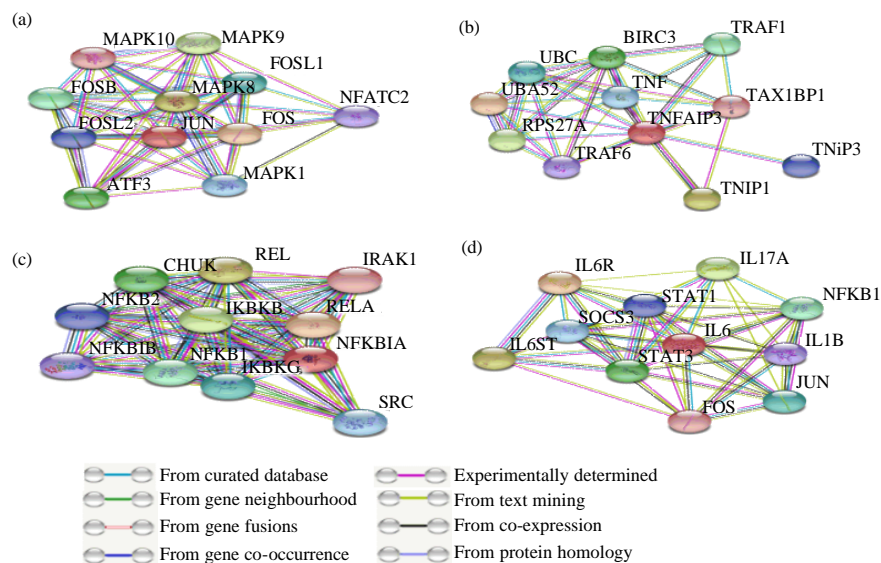 (a)
MAPK10
MAPK9
FOSL1
FOSB
MAPK8
NFATC2
FOSL2
JUN
FOS
ATF3
MAPK1
(b)
UBC
BIRC3
TRAF1
UBA52
TNF
TAX1BP1
RPS27A
TNFAIP3
TRAF6
TNiP3
TNIP1
(c)
CHUK
REL
IRAK1
NFKB2
IKBKB
RELA
NFKB1B
NFKB1
NFKBIA
IKBKG
SRC
(d)
IL6R
IL17A
STAT1
NFKB1
SOCS3
IL6
IL6ST
STAT3
IL1B
JUN
FOS
From curated database
From gene neighbourhood
From gene fusions
From gene co-occurrence
Experimentally determined
From text mining
From co-expression
From protein homology